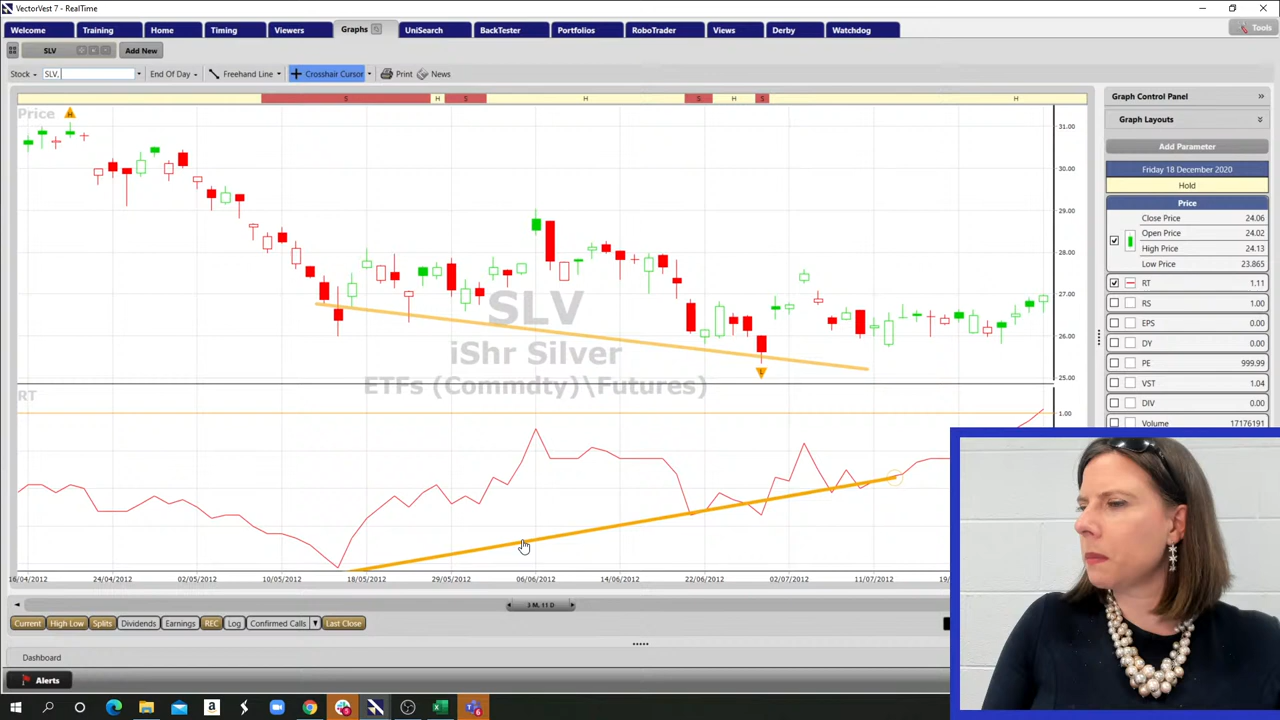 VectorVest 7 - RealTime
Welcome Training Home Timing Viewers Graphs UniSearch BackTester Portfolios RoboTrader Views Derby Watchdog Tools
SLV Add New
Stock SLV, End Of Day Freehand Line Crosshair Cursor Print News
S H S H S H S H
Price
H
31.00
30.00
29.00
28.00
27.00
26.00
25.00
SLV
iShr Silver
ETFs (Commdty)\Futures)
L
RT
1.00
16/04/2012 24/04/2012 02/05/2012 10/05/2012 18/05/2012 29/05/2012 06/06/2012 14/06/2012 22/06/2012 02/07/2012 11/07/2012 19/
3 M, 11 D
Current High Low Splits Dividends Earnings REC Log Confirmed Calls Last Close
Dashboard
Alerts
Graph Control Panel
Graph Layouts
Add Parameter
Friday 18 December 2020
Hold
Price
Close Price 24.06
Open Price 24.02
High Price 24.13
Low Price 23.865
RT 1.11
RS 1.00
EPS 0.00
DY 0.00
PE 999.99
VST 1.04
DIV 0.00
Volume 17176191